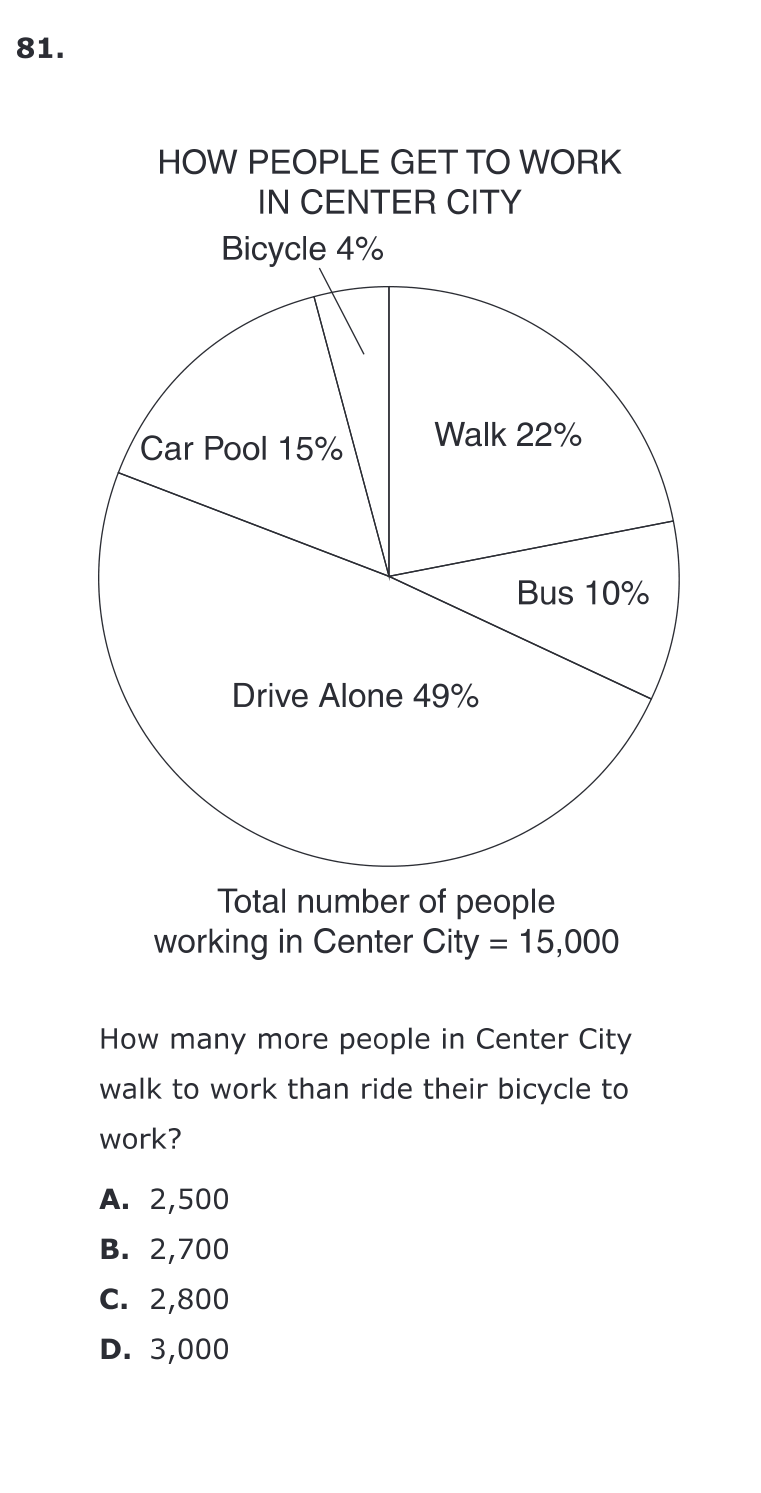 81.
HOW PEOPLE GET TO WORK
IN CENTER CITY
Bicycle 4%
Walk 22%
Car Pool 15%
Bus 10%
Drive Alone 49%
Total number of people
working in Center City = 15,000
How many more people in Center City
walk to work than ride their bicycle to
work?
A. 2,500
B. 2,700
C. 2,800
D. 3,000